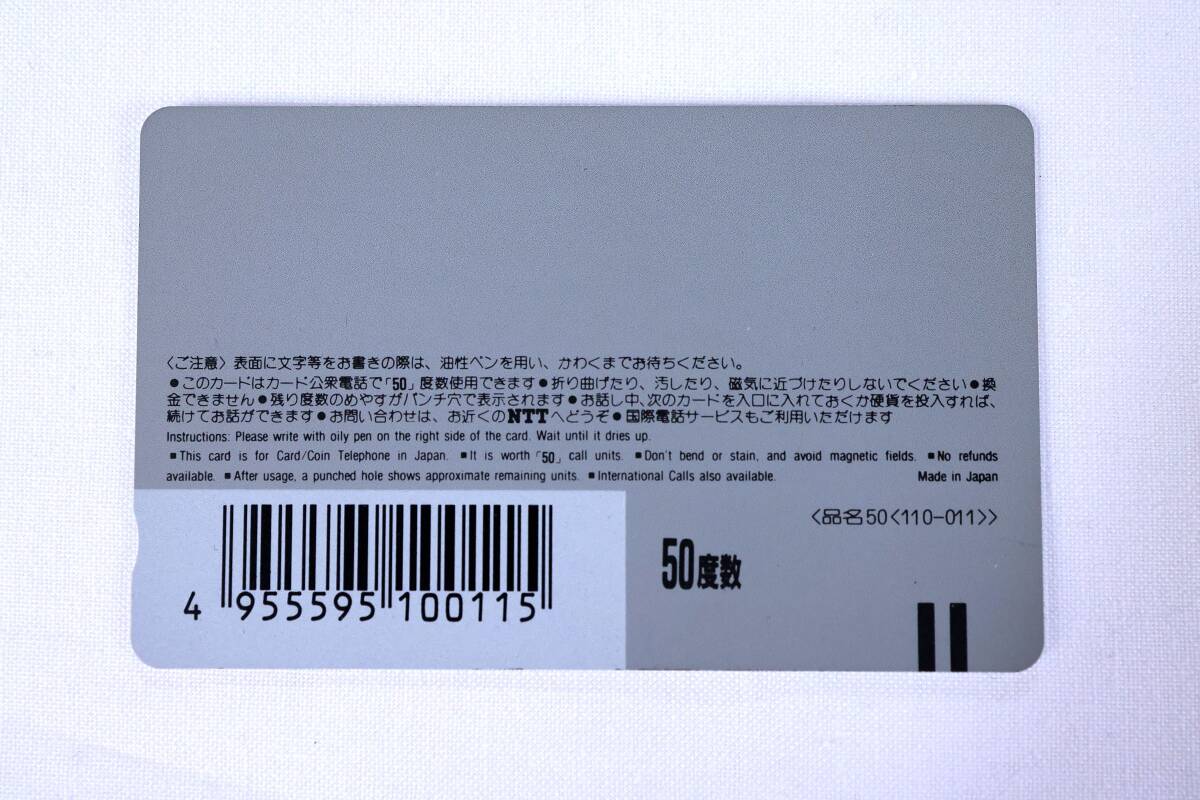 〈ご注意〉表面に文字等をお書きの際は、油性ペンを用い、かわくまでお待ちください。
●このカードはカード公衆電話で「50」度数使用できます●折り曲げたり、汚したり、磁気に近づけたりしないでください●換
金できません●残り度数のめやすがパンチ穴で表示されます●お話し中、次のカードを入口に入れておくか硬貨を投入すれば、
続けてお話ができます●お問い合わせは、お近くのNTTへどうぞ●国際電話サービスもご利用いただけます
Instructions: Please write with oily pen on the right side of the card. Wait until it dries up.
■This card is for Card/Coin Telephone in Japan. ■It is worth「50」call units. ■Don't bend or stain, and avoid magnetic fields. ■No refunds
available. ■After usage, a punched hole shows approximate remaining units. ■International Calls also available. Made in Japan
〈品名50〈110-011〉〉
50度数
4 955595 100115